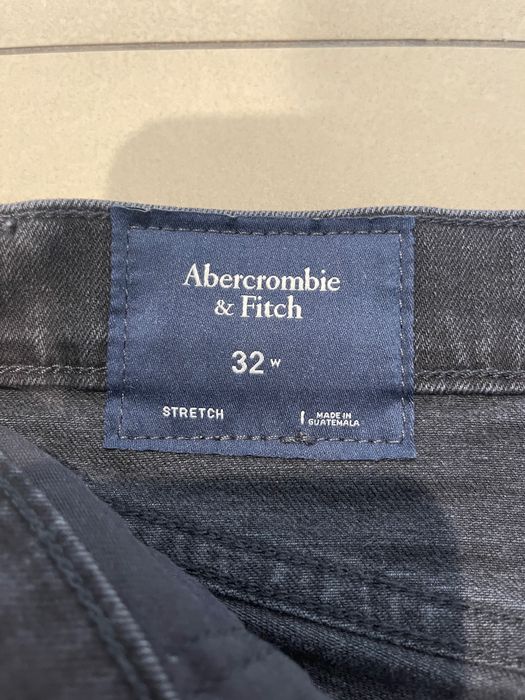 Abercrombie
& Fitch
32 W
STRETCH
MADE IN
GUATEMALA